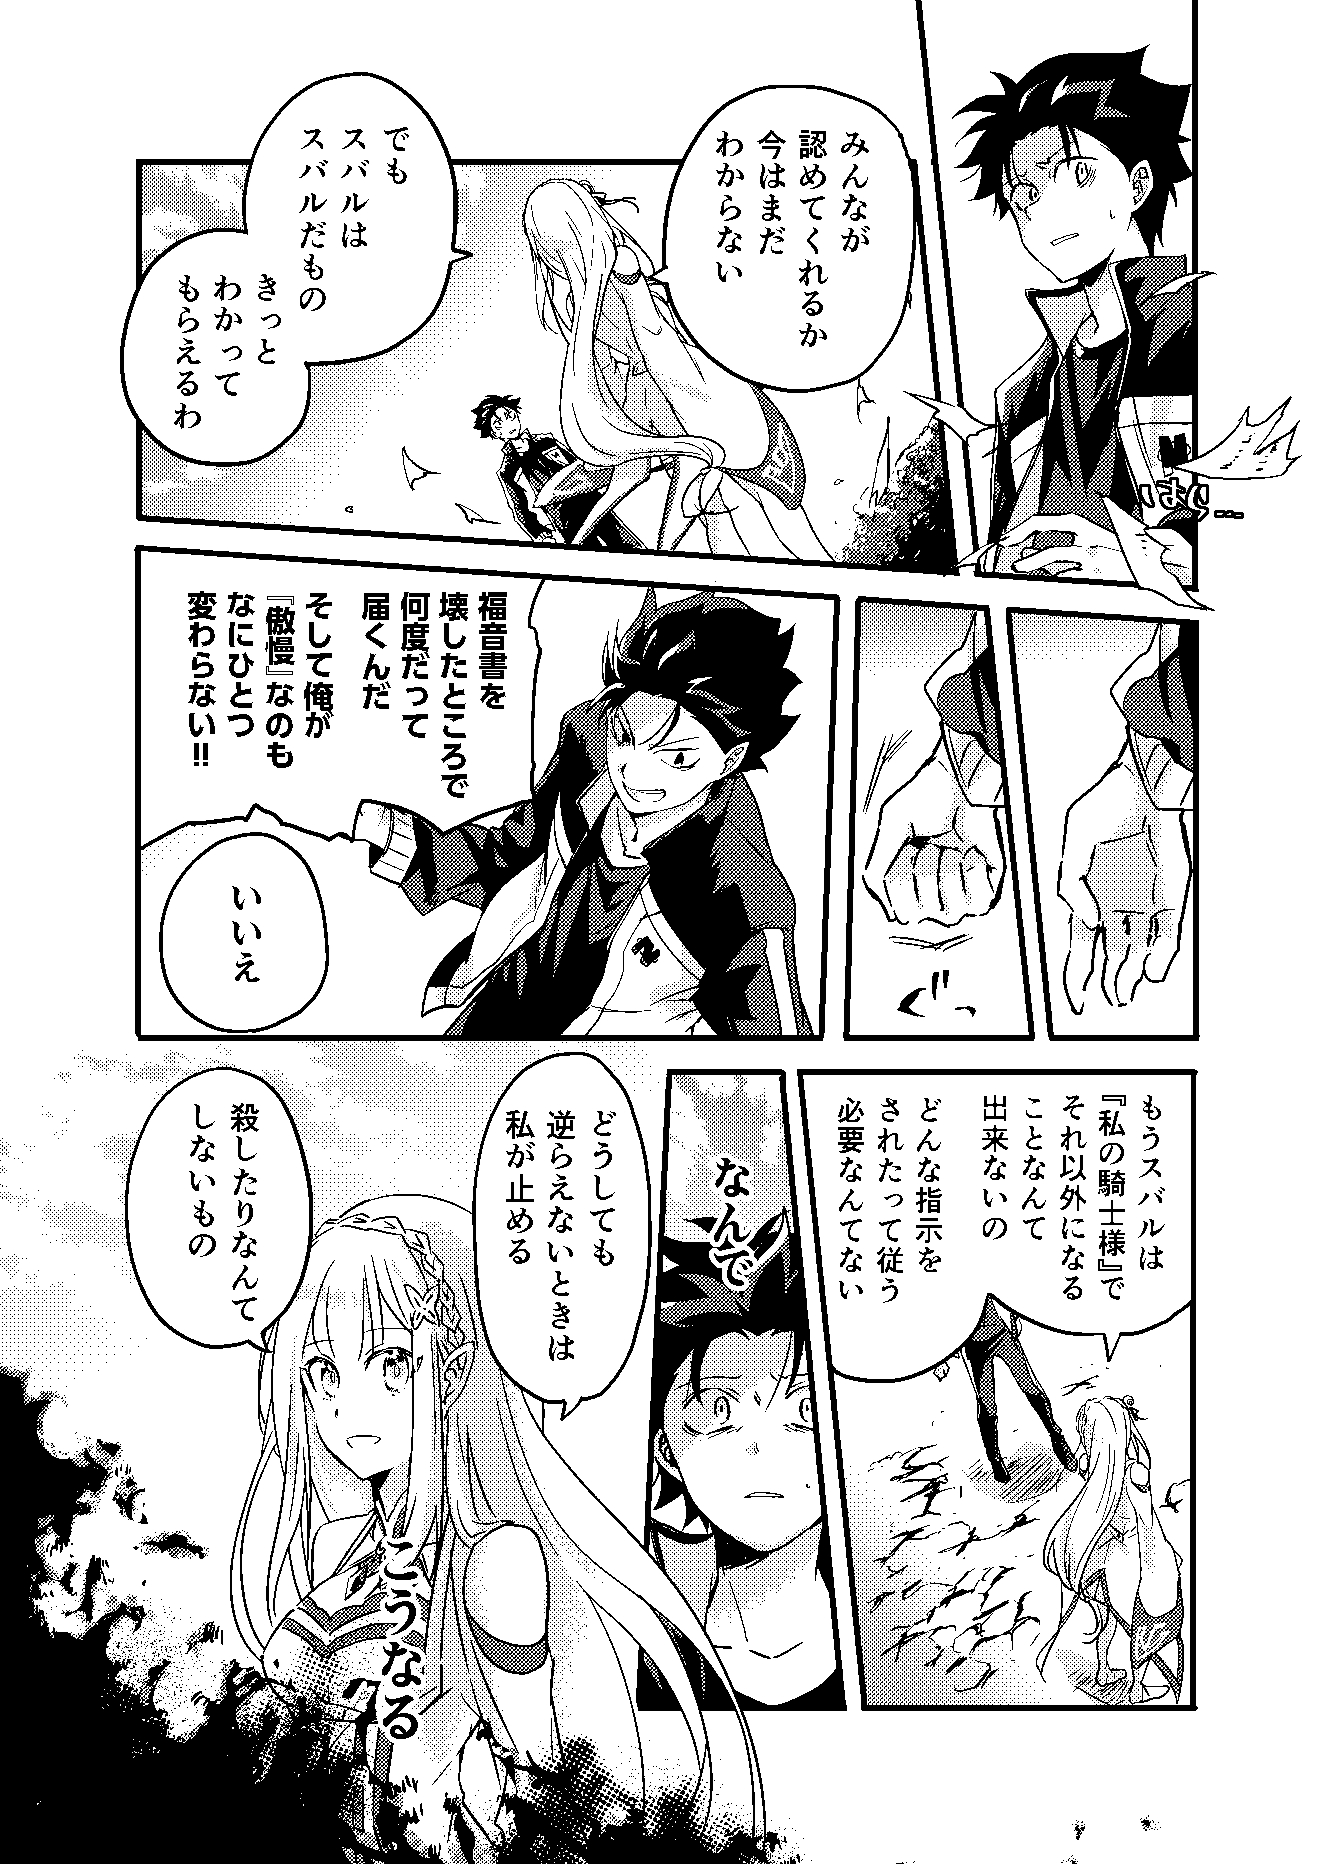 みんなが
認めてくれるか
今はまだ
わからない
でも
スバルは
スバルだもの
きっと
わかって
もらえるわ
ぐっ
福音書を
壊したところで
何度だって
届くんだ
そして俺が
『傲慢』なのも
なにひとつ
変わらない!!
いいえ
もうスバルは
『私の騎士様』で
それ以外になる
ことなんて
出来ないの
どんな指示を
されたって従う
必要なんてない
なんで
どうしても
逆らえないときは
私が止める
殺したりなんて
しないもの
こうなる